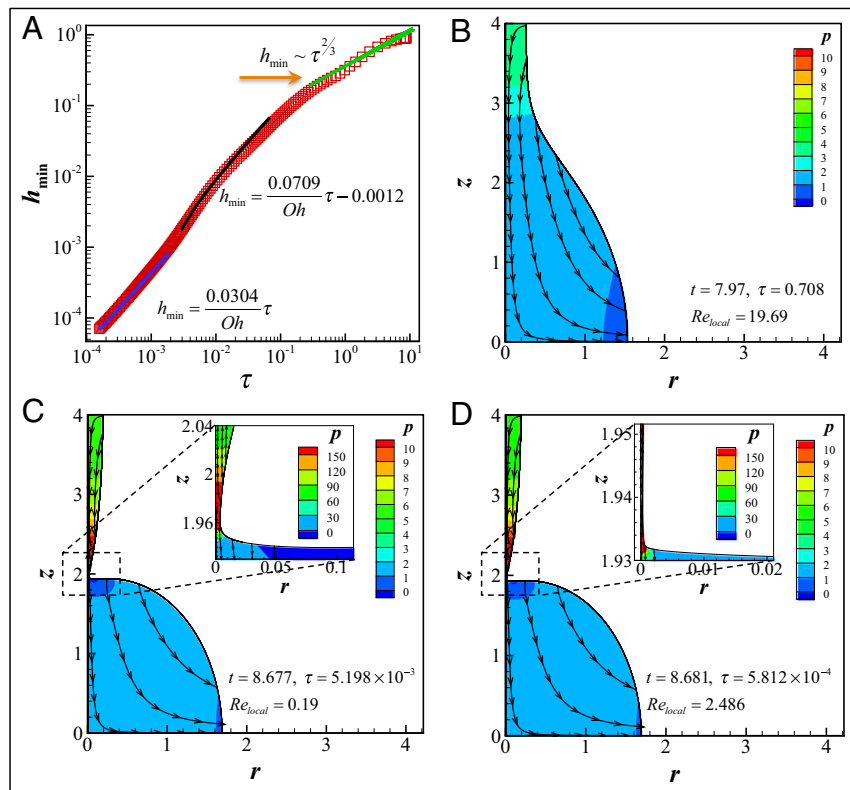 A
10^0
10^-1
10^-2
10^-3
10^-4
h_min
h_min ~ τ^2/3
h_min = 0.0709/Oh τ − 0.0012
h_min = 0.0304/Oh τ
10^-4 10^-3 10^-2 10^-1 10^0 10^1
τ
B
4
3
2
1
0
z
p
10
9
8
7
6
5
4
3
2
1
0
t = 7.97, τ = 0.708
Re_local = 19.69
0 1 2 3 4
r
C
4
3
2
1
0
z
2.04
2
1.96
z
p
150
120
90
60
30
0
0 0.05 0.1
r
p
10
9
8
7
6
5
4
3
2
1
0
t = 8.677, τ = 5.198×10^-3
Re_local = 0.19
0 1 2 3 4
r
D
4
3
2
1
0
z
1.95
1.94
1.93
z
p
150
120
90
60
30
0
0 0.01 0.02
r
p
10
9
8
7
6
5
4
3
2
1
0
t = 8.681, τ = 5.812×10^-4
Re_local = 2.486
0 1 2 3 4
r